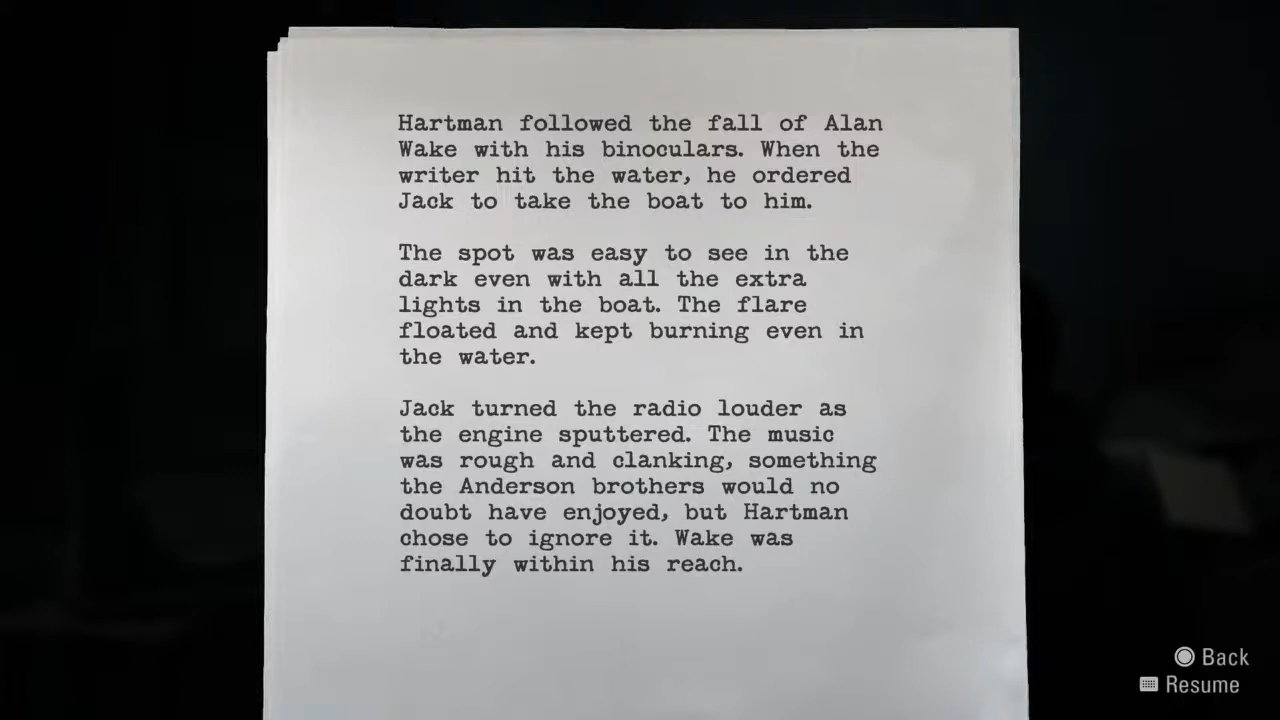 Hartman followed the fall of Alan
Wake with his binoculars. When the
writer hit the water, he ordered
Jack to take the boat to him.
The spot was easy to see in the
dark even with all the extra
lights in the boat. The flare
floated and kept burning even in
the water.
Jack turned the radio louder as
the engine sputtered. The music
was rough and clanking, something
the Anderson brothers would no
doubt have enjoyed, but Hartman
chose to ignore it. Wake was
finally within his reach.
Back
Resume